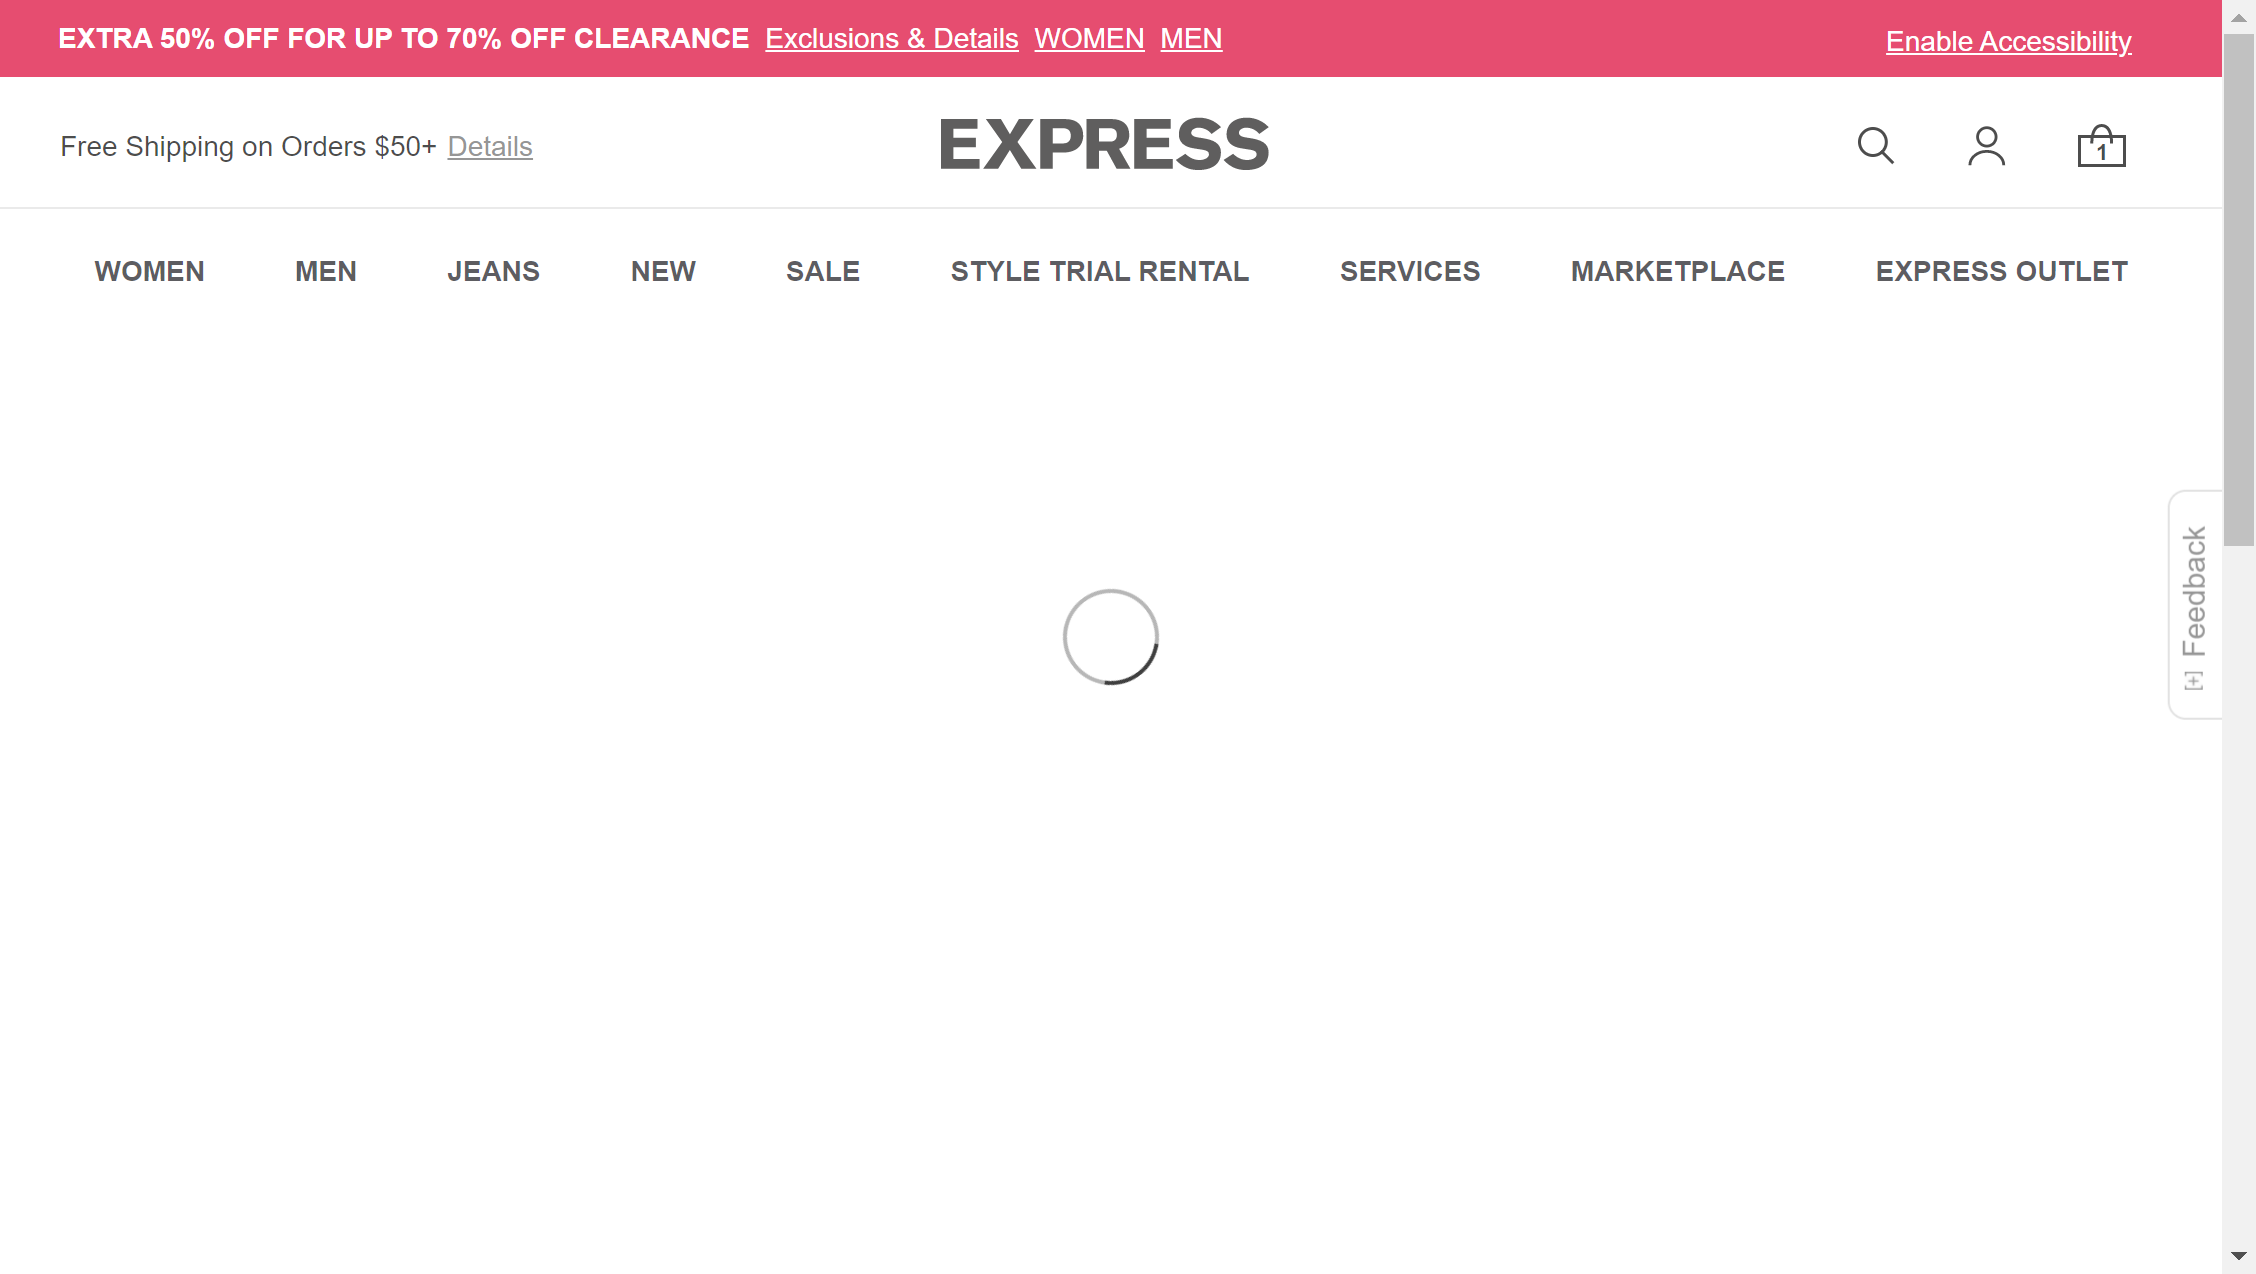 EXTRA 50% OFF FOR UP TO 70% OFF CLEARANCE Exclusions & Details WOMEN MEN
Enable Accessibility
Free Shipping on Orders $50+ Details
EXPRESS
1
WOMEN MEN JEANS NEW SALE STYLE TRIAL RENTAL SERVICES MARKETPLACE EXPRESS OUTLET
[+] Feedback